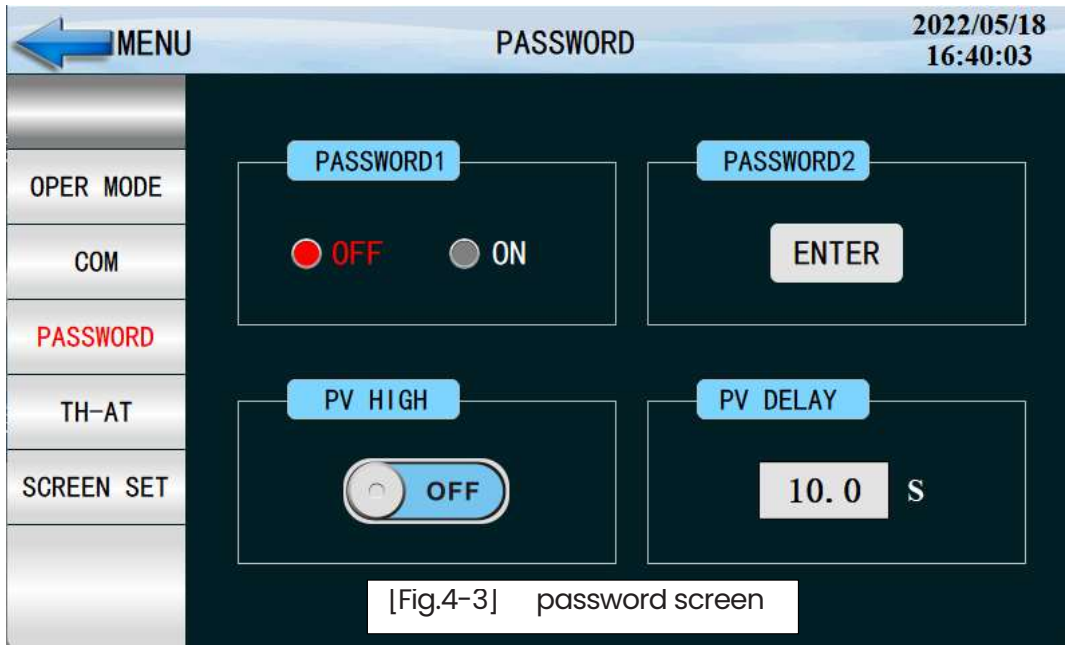 MENU
PASSWORD
2022/05/18
16:40:03
OPER MODE
COM
PASSWORD
TH-AT
SCREEN SET
PASSWORD1
OFF
ON
PASSWORD2
ENTER
PV HIGH
OFF
PV DELAY
10.0 S
[Fig.4-3] password screen